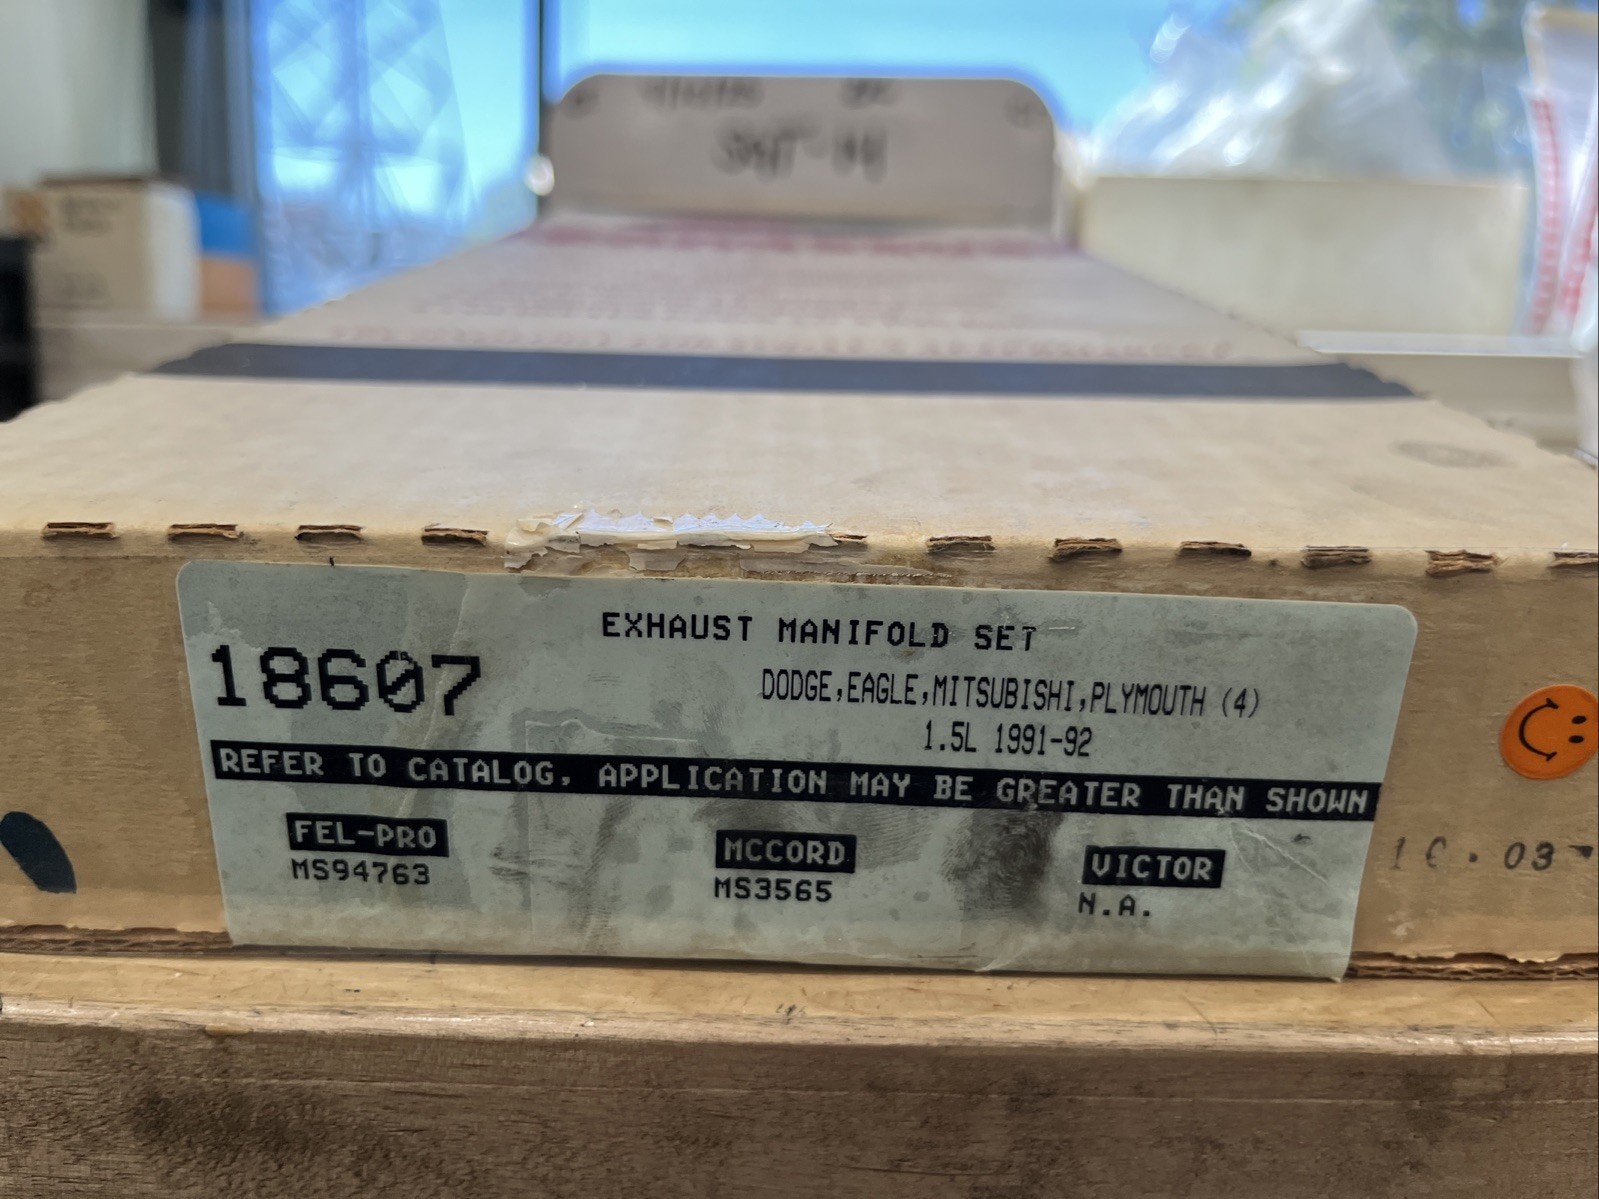 EXHAUST MANIFOLD SET
18607
DODGE,EAGLE,MITSUBISHI,PLYMOUTH (4)
1.5L 1991-92
REFER TO CATALOG, APPLICATION MAY BE GREATER THAN SHOWN
FEL-PRO
MS94763
MCCORD
MS3565
VICTOR
N.A.